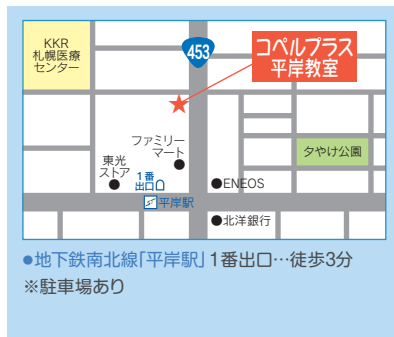 KKR
札幌医療
センター
453
コペルプラス
平岸教室
ファミリー
マート
東光
ストア
1番
出口
夕やけ公園
ENEOS
平岸駅
北洋銀行
●地下鉄南北線「平岸駅」1番出口…徒歩3分
※駐車場あり